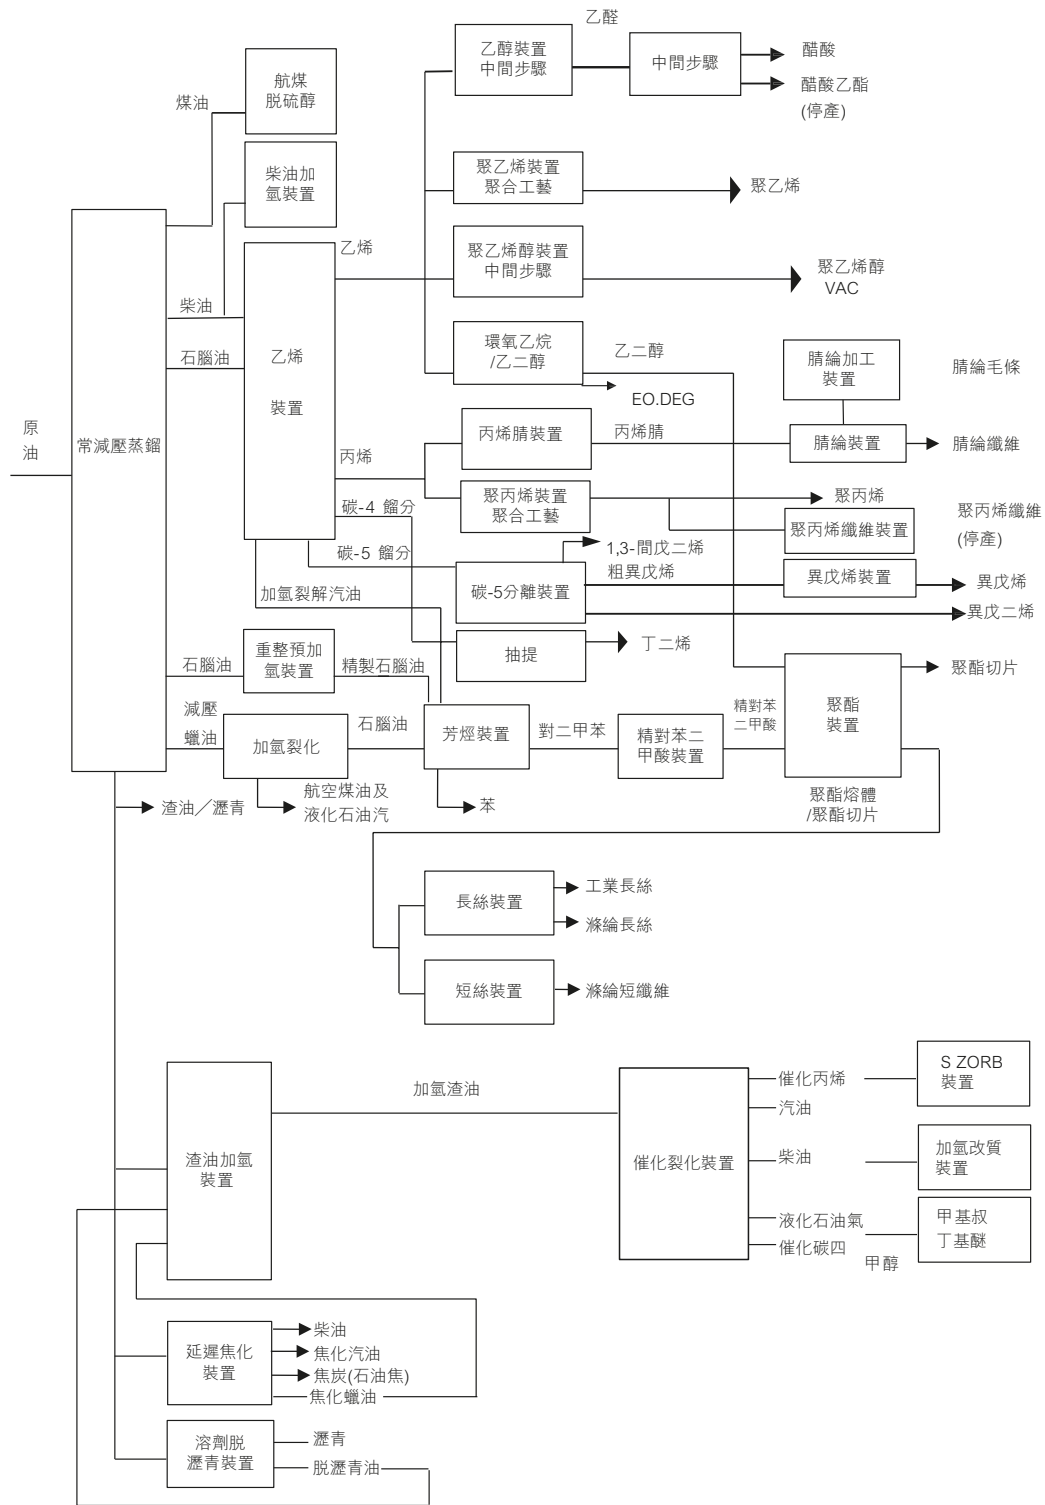 乙醛
乙醇裝置
中間步驟
中間步驟
醋酸
醋酸乙酯
(停產)
航煤
脱硫醇
煤油
柴油加
氫裝置
聚乙烯裝置
聚合工藝
聚乙烯
乙烯
聚乙烯醇裝置
中間步驟
聚乙烯醇
VAC
柴油
石腦油
乙烯
裝置
環氧乙烷
/乙二醇
乙二醇
EO.DEG
腈綸加工
裝置
腈綸毛條
原
油
常減壓蒸鎦
丙烯
丙烯腈裝置
丙烯腈
腈綸裝置
腈綸纖維
聚丙烯裝置
聚合工藝
聚丙烯
聚丙烯纖維裝置
聚丙烯纖維
(停產)
碳-4 餾分
碳-5 餾分
1,3-間戊二烯
粗異戊烯
碳-5分離裝置
異戊烯裝置
異戊烯
異戊二烯
加氫裂解汽油
抽提
丁二烯
石腦油
重整預加
氫裝置
精製石腦油
減壓
蠟油
加氫裂化
石腦油
芳烴裝置
對二甲苯
精對苯二
甲酸裝置
精對苯
二甲酸
聚酯
裝置
聚酯切片
渣油／瀝青
航空煤油及
液化石油汽
苯
聚酯熔體
/聚酯切片
長絲裝置
工業長絲
滌綸長絲
短絲裝置
滌綸短纖維
渣油加氫
裝置
加氫渣油
催化裂化裝置
催化丙烯
汽油
柴油
液化石油氣
催化碳四
甲醇
S ZORB
裝置
加氫改質
裝置
甲基叔
丁基醚
延遲焦化
裝置
柴油
焦化汽油
焦炭(石油焦)
焦化蠟油
溶劑脱
瀝青裝置
瀝青
脱瀝青油